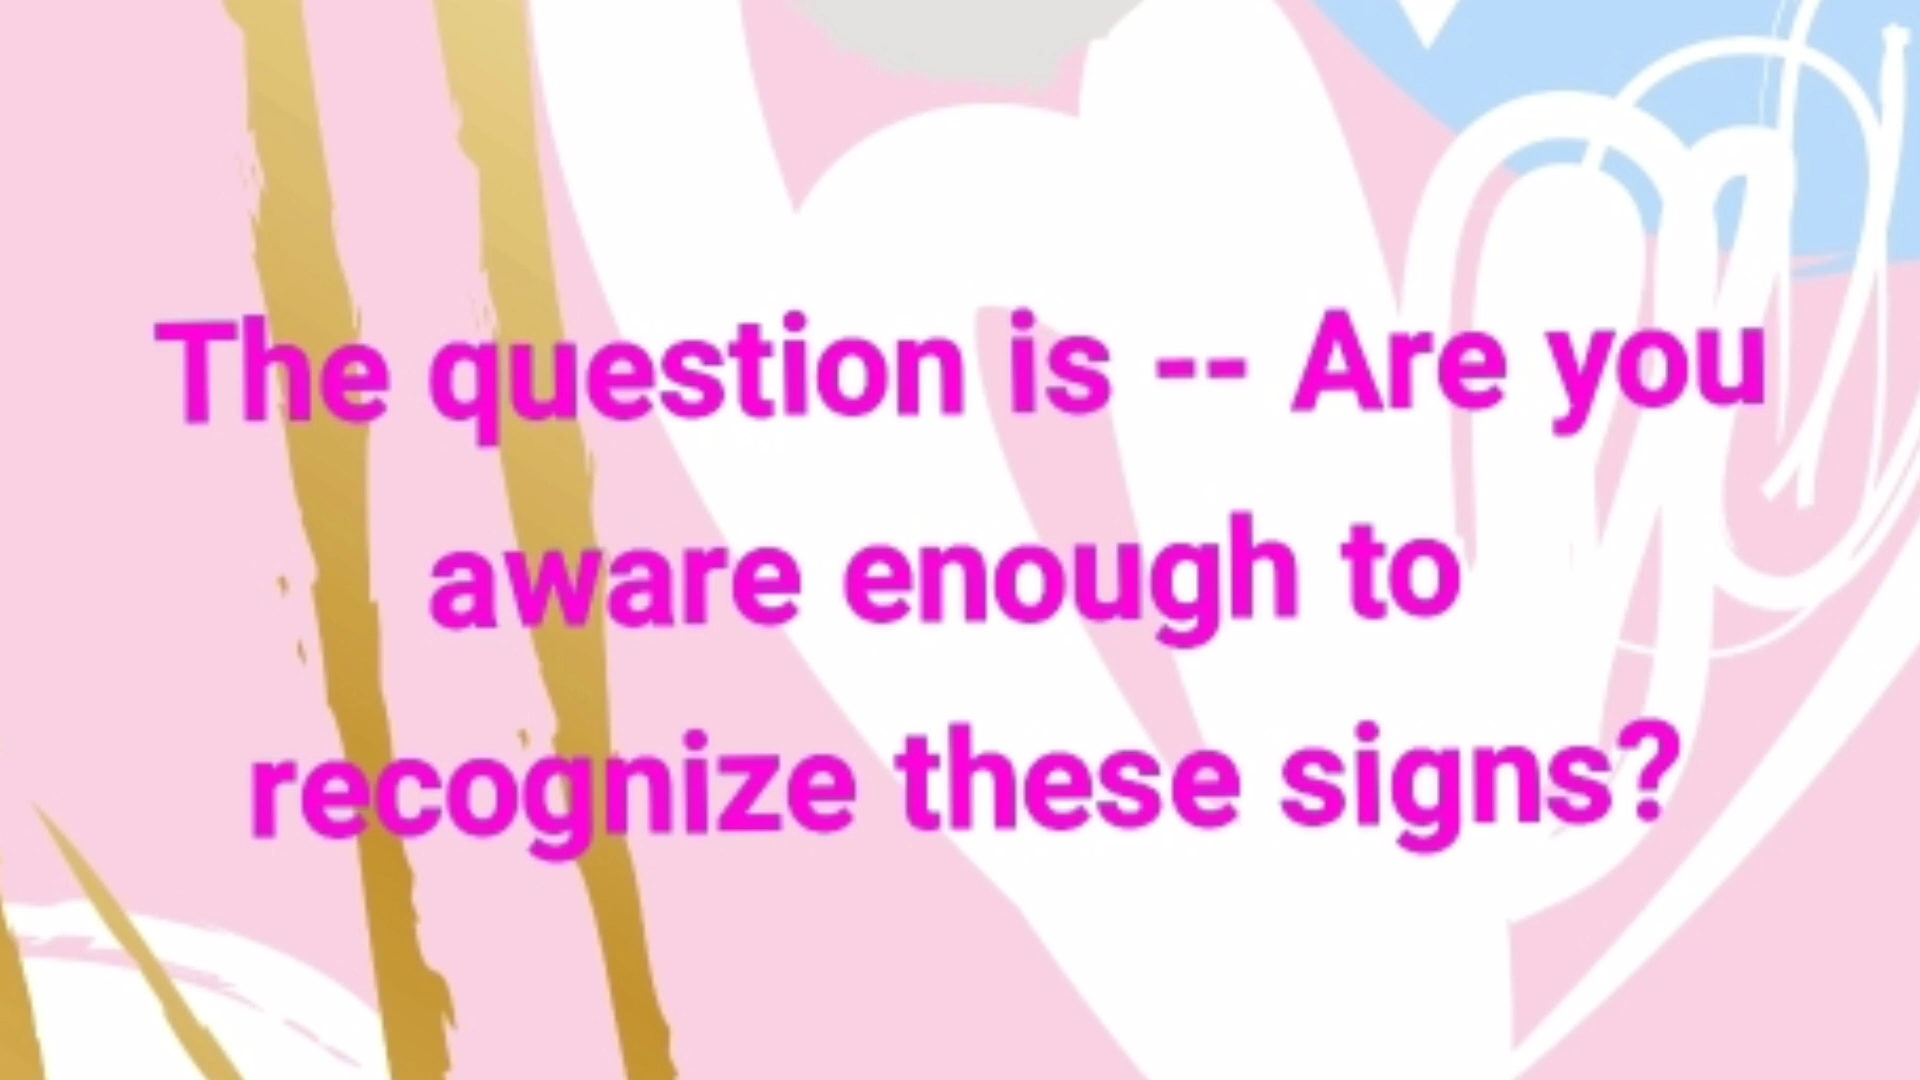 The question is -- Are you
aware enough to
recognize these signs?